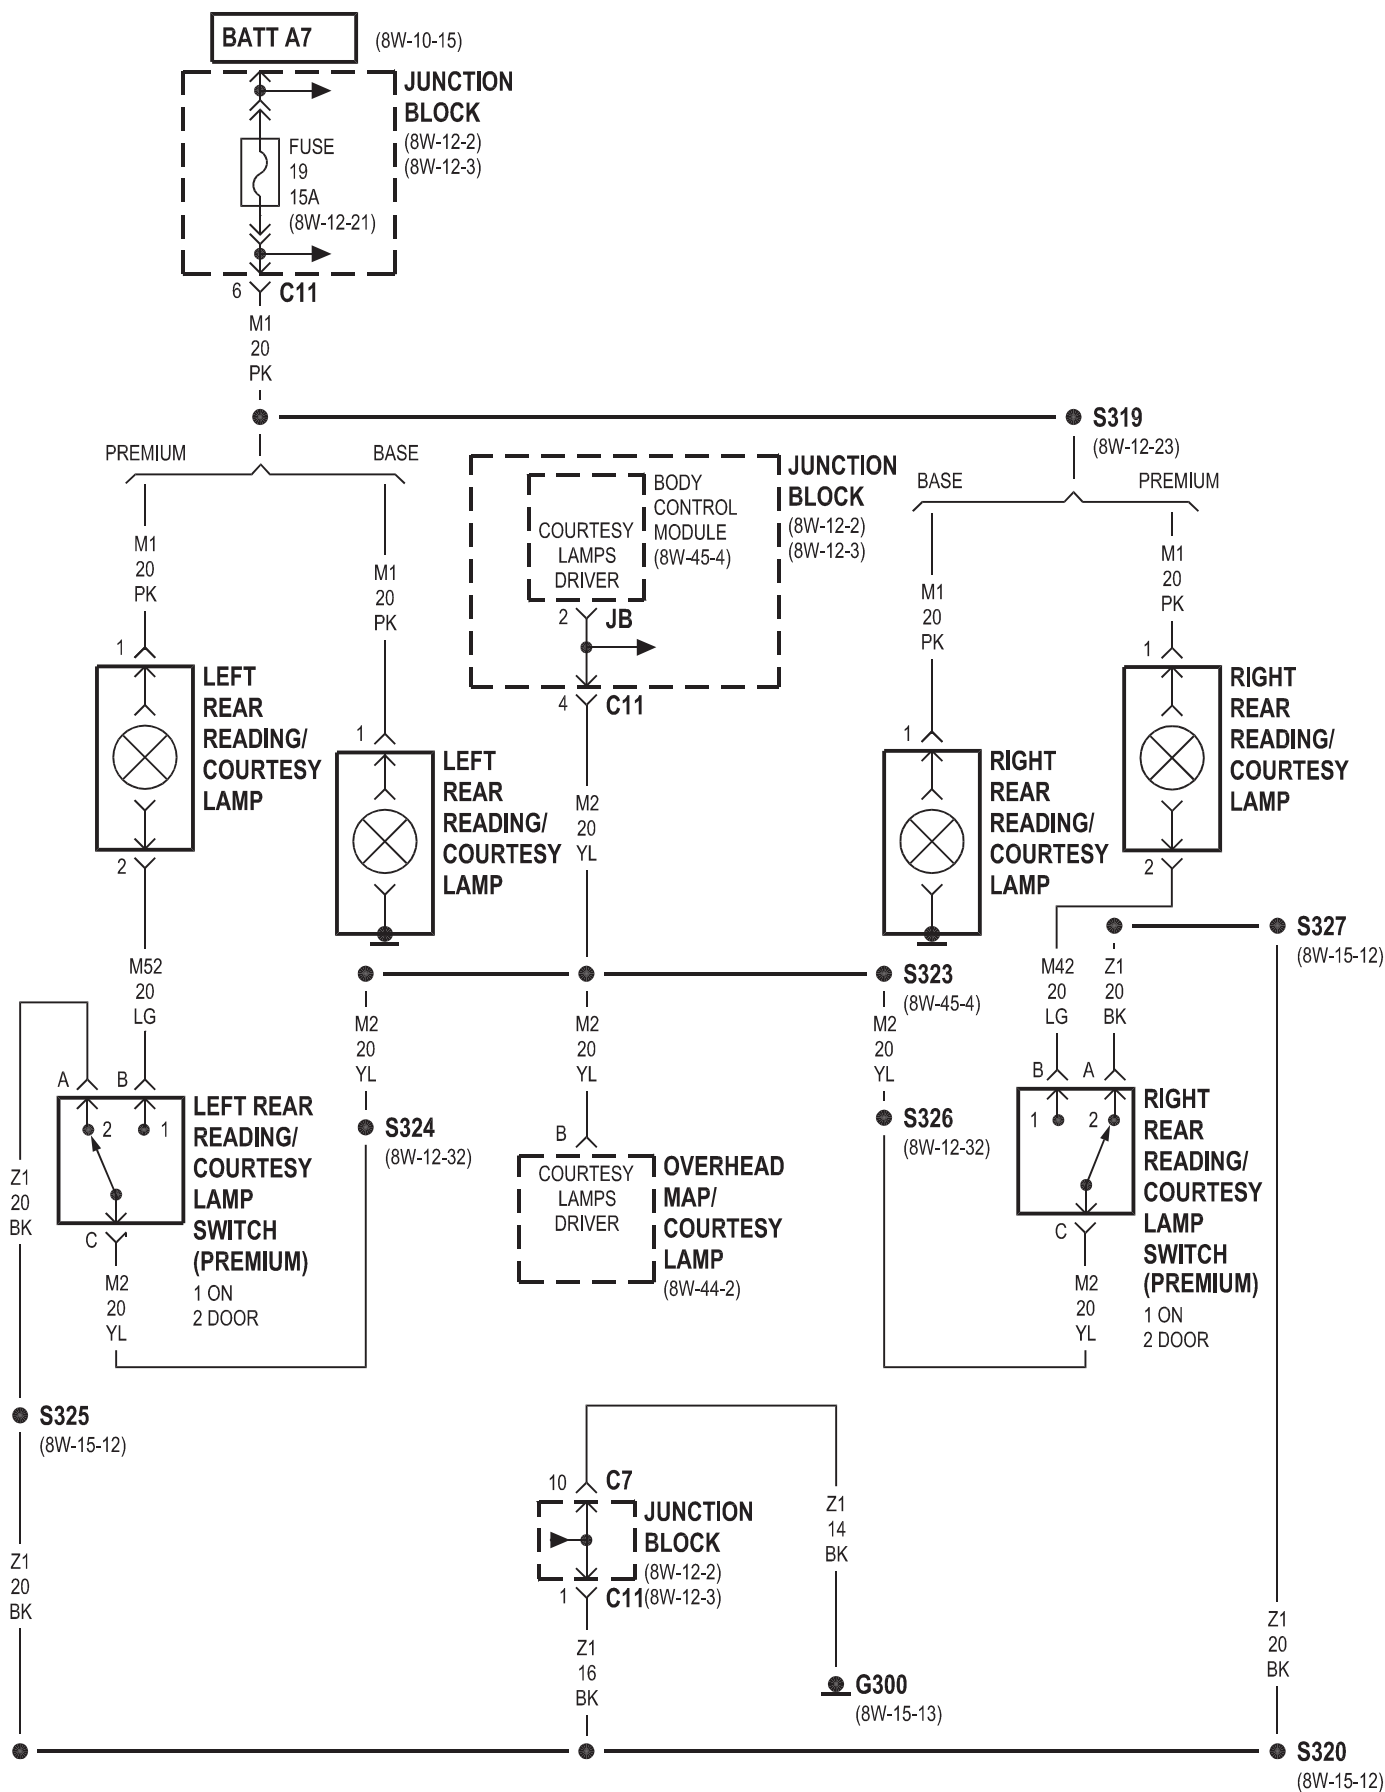 BATT A7
(8W-10-15)
JUNCTION
BLOCK
(8W-12-2)
(8W-12-3)
FUSE
19
15A
(8W-12-21)
6
C11
M1
20
PK
S319
(8W-12-23)
PREMIUM
BASE
M1
20
PK
M1
20
PK
JUNCTION
BLOCK
(8W-12-2)
(8W-12-3)
BODY
CONTROL
MODULE
(8W-45-4)
COURTESY
LAMPS
DRIVER
2
JB
4
C11
BASE
PREMIUM
M1
20
PK
M1
20
PK
1
LEFT
REAR
READING/
COURTESY
LAMP
2
1
LEFT
REAR
READING/
COURTESY
LAMP
M2
20
YL
1
RIGHT
REAR
READING/
COURTESY
LAMP
1
RIGHT
REAR
READING/
COURTESY
LAMP
2
S327
(8W-15-12)
M52
20
LG
S323
(8W-45-4)
M42
20
LG
Z1
20
BK
M2
20
YL
M2
20
YL
M2
20
YL
A
B
2
1
C
LEFT REAR
READING/
COURTESY
LAMP
SWITCH
(PREMIUM)
1 ON
2 DOOR
S324
(8W-12-32)
B
COURTESY
LAMPS
DRIVER
OVERHEAD
MAP/
COURTESY
LAMP
(8W-44-2)
S326
(8W-12-32)
B
A
1
2
C
RIGHT
REAR
READING/
COURTESY
LAMP
SWITCH
(PREMIUM)
1 ON
2 DOOR
Z1
20
BK
M2
20
YL
M2
20
YL
S325
(8W-15-12)
10
C7
JUNCTION
BLOCK
(8W-12-2)
(8W-12-3)
1
C11
Z1
14
BK
Z1
20
BK
Z1
16
BK
G300
(8W-15-13)
Z1
20
BK
S320
(8W-15-12)